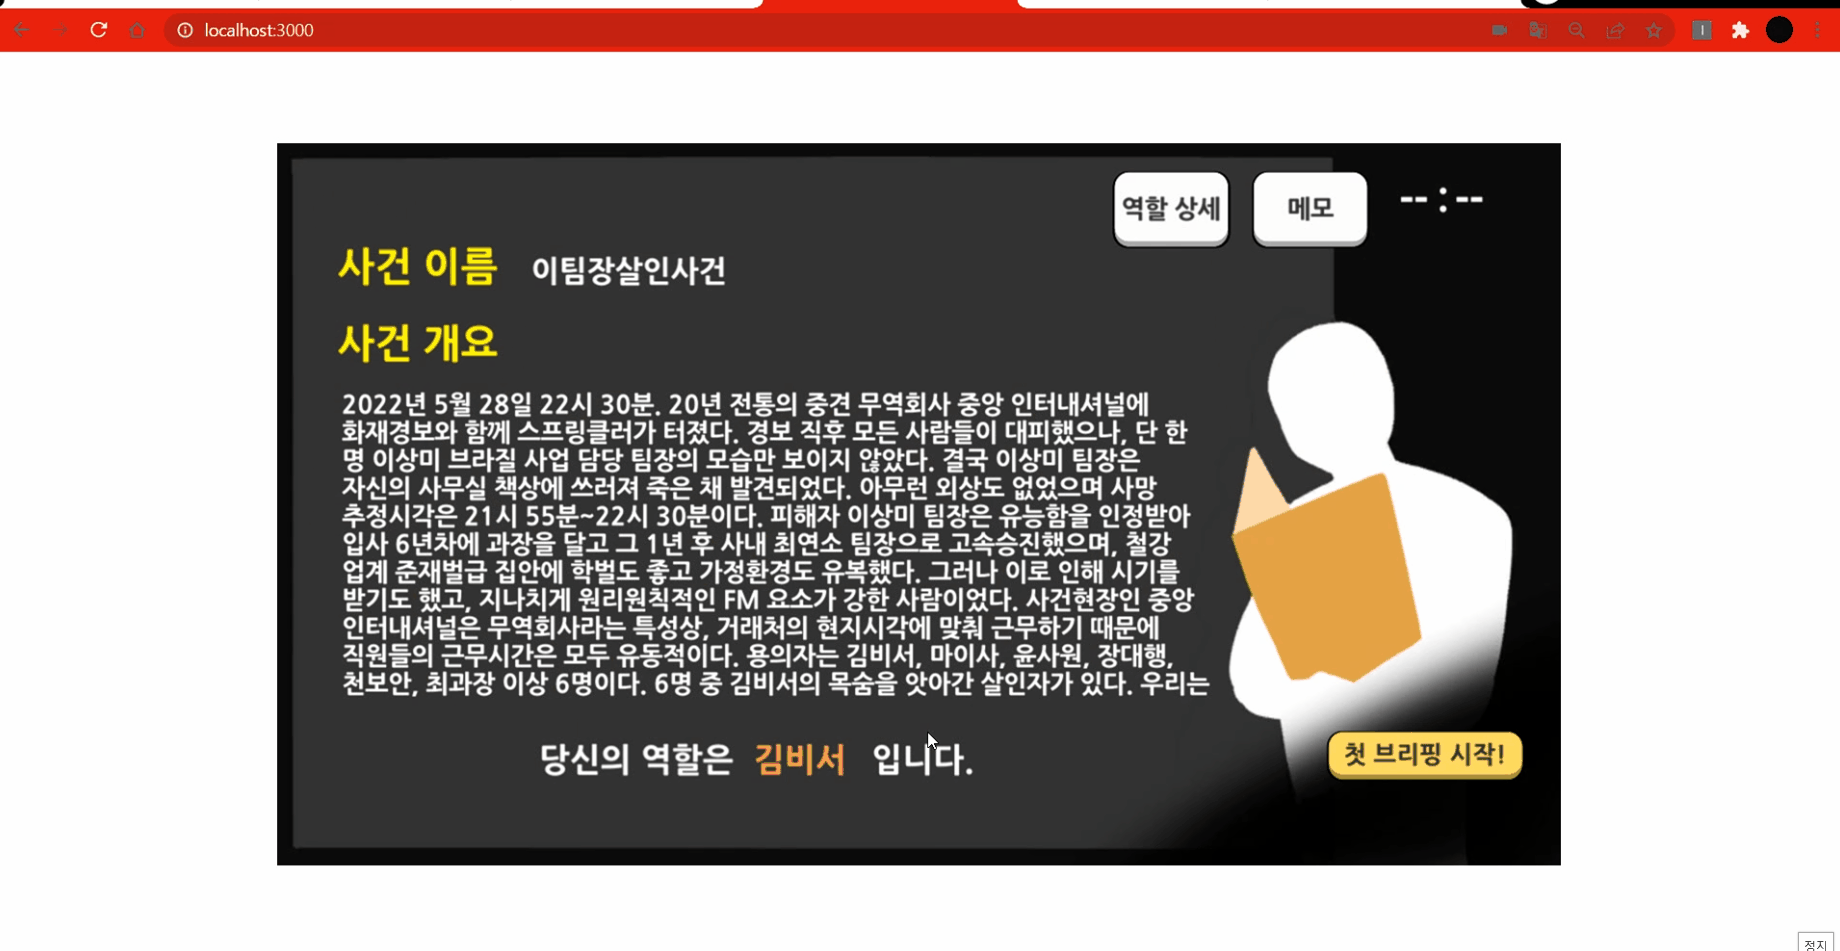 localhost:3000
역할 상세
메모
-- : --
사건 이름 이팀장살인사건
사건 개요
2022년 5월 28일 22시 30분. 20년 전통의 중견 무역회사 중앙 인터내셔널에
화재경보와 함께 스프링클러가 터졌다. 경보 직후 모든 사람들이 대피했으나, 단 한
명 이상미 브라질 사업 담당 팀장의 모습만 보이지 않았다. 결국 이상미 팀장은
자신의 사무실 책상에 쓰러져 죽은 채 발견되었다. 아무런 외상도 없었으며 사망
추정시각은 21시 55분~22시 30분이다. 피해자 이상미 팀장은 유능함을 인정받아
입사 6년차에 과장을 달고 그 1년 후 사내 최연소 팀장으로 고속승진했으며, 철강
업계 준재벌급 집안에 학벌도 좋고 가정환경도 유복했다. 그러나 이로 인해 시기를
받기도 했고, 지나치게 원리원칙적인 FM 요소가 강한 사람이었다. 사건현장인 중앙
인터내셔널은 무역회사라는 특성상, 거래처의 현지시각에 맞춰 근무하기 때문에
직원들의 근무시간은 모두 유동적이다. 용의자는 김비서, 마이사, 윤사원, 장대행,
천보안, 최과장 이상 6명이다. 6명 중 김비서의 목숨을 앗아간 살인자가 있다. 우리는
당신의 역할은 김비서 입니다.
첫 브리핑 시작!
정지